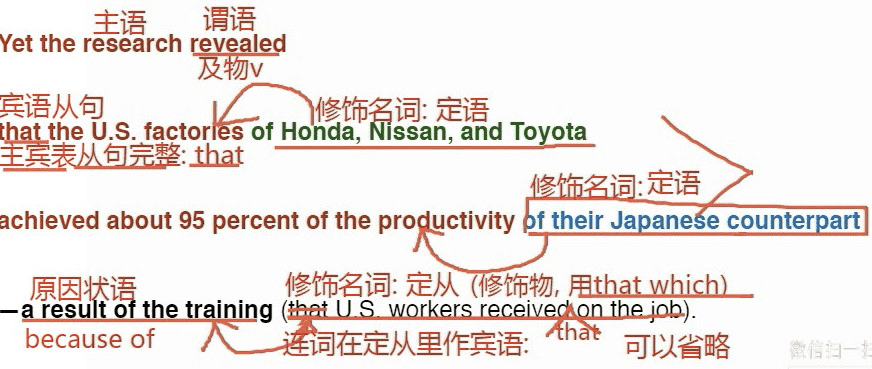 主语 谓语
Yet the research revealed
及物v
宾语从句 修饰名词: 定语
that the U.S. factories of Honda, Nissan, and Toyota
主宾表从句完整: that
修饰名词: 定语
achieved about 95 percent of the productivity of their Japanese counterpart
原因状语 修饰名词: 定从 (修饰物, 用that which)
—a result of the training (that U.S. workers received on the job).
because of 连词在定从里作宾语: that 可以省略
微信扫一扫